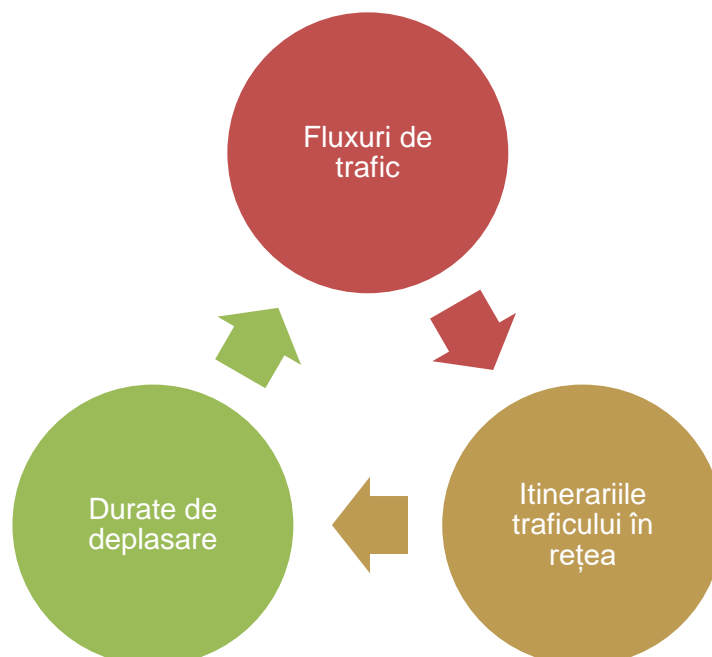 Fluxuri de
trafic
Itinerariile
traficului în
rețea
Durate de
deplasare